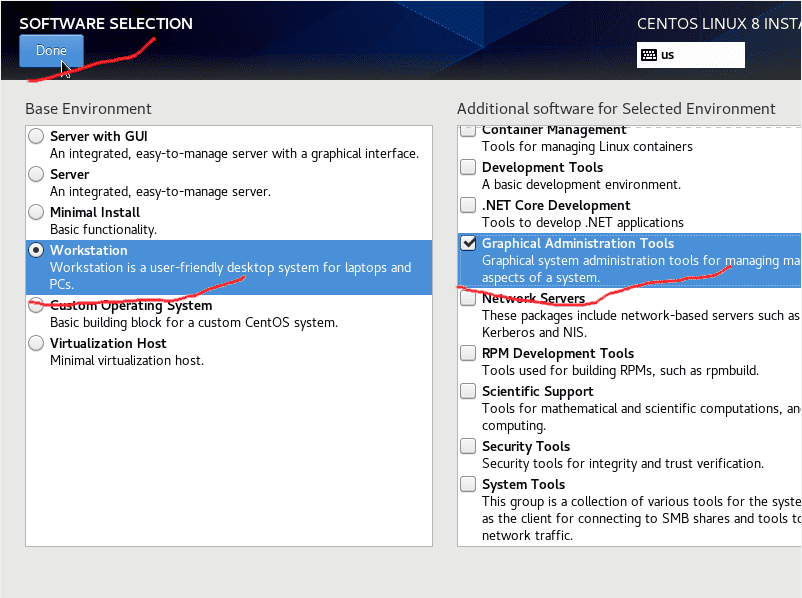 SOFTWARE SELECTION
CENTOS LINUX 8 INSTA
Done
us
Base Environment
Server with GUI
An integrated, easy-to-manage server with a graphical interface.
Server
An integrated, easy-to-manage server.
Minimal Install
Basic functionality.
Workstation
Workstation is a user-friendly desktop system for laptops and
PCs.
Custom Operating System
Basic building block for a custom CentOS system.
Virtualization Host
Minimal virtualization host.
Additional software for Selected Environment
Container Management
Tools for managing Linux containers
Development Tools
A basic development environment.
.NET Core Development
Tools to develop .NET applications
Graphical Administration Tools
Graphical system administration tools for managing ma
aspects of a system.
Network Servers
These packages include network-based servers such as
Kerberos and NIS.
RPM Development Tools
Tools used for building RPMs, such as rpmbuild.
Scientific Support
Tools for mathematical and scientific computations, an
computing.
Security Tools
Security tools for integrity and trust verification.
System Tools
This group is a collection of various tools for the syste
as the client for connecting to SMB shares and tools to
network traffic.